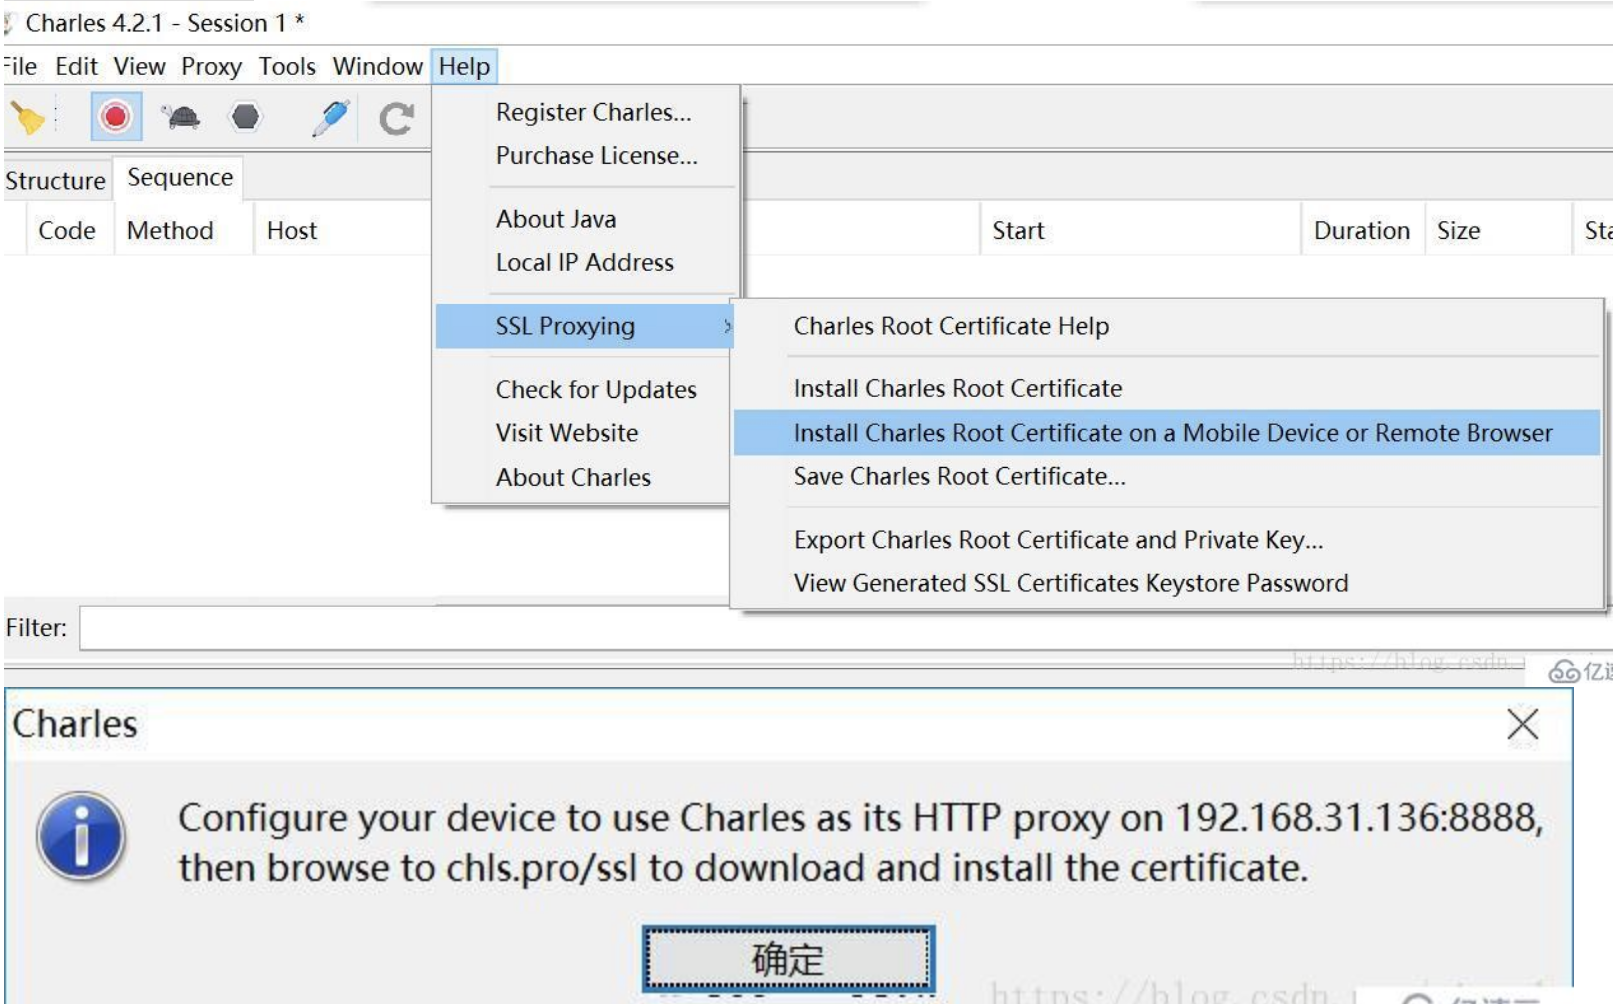 Charles 4.2.1 - Session 1 *
File Edit View Proxy Tools Window Help
Register Charles...
Purchase License...
Structure Sequence
About Java
Code Method Host Start Duration Size Sta
Local IP Address
SSL Proxying
Charles Root Certificate Help
Check for Updates
Install Charles Root Certificate
Visit Website
Install Charles Root Certificate on a Mobile Device or Remote Browser
About Charles
Save Charles Root Certificate...
Export Charles Root Certificate and Private Key...
View Generated SSL Certificates Keystore Password
Filter:
https://blog.csdn.
亿速
Charles
Configure your device to use Charles as its HTTP proxy on 192.168.31.136:8888,
then browse to chls.pro/ssl to download and install the certificate.
确定
https://blog.csdn